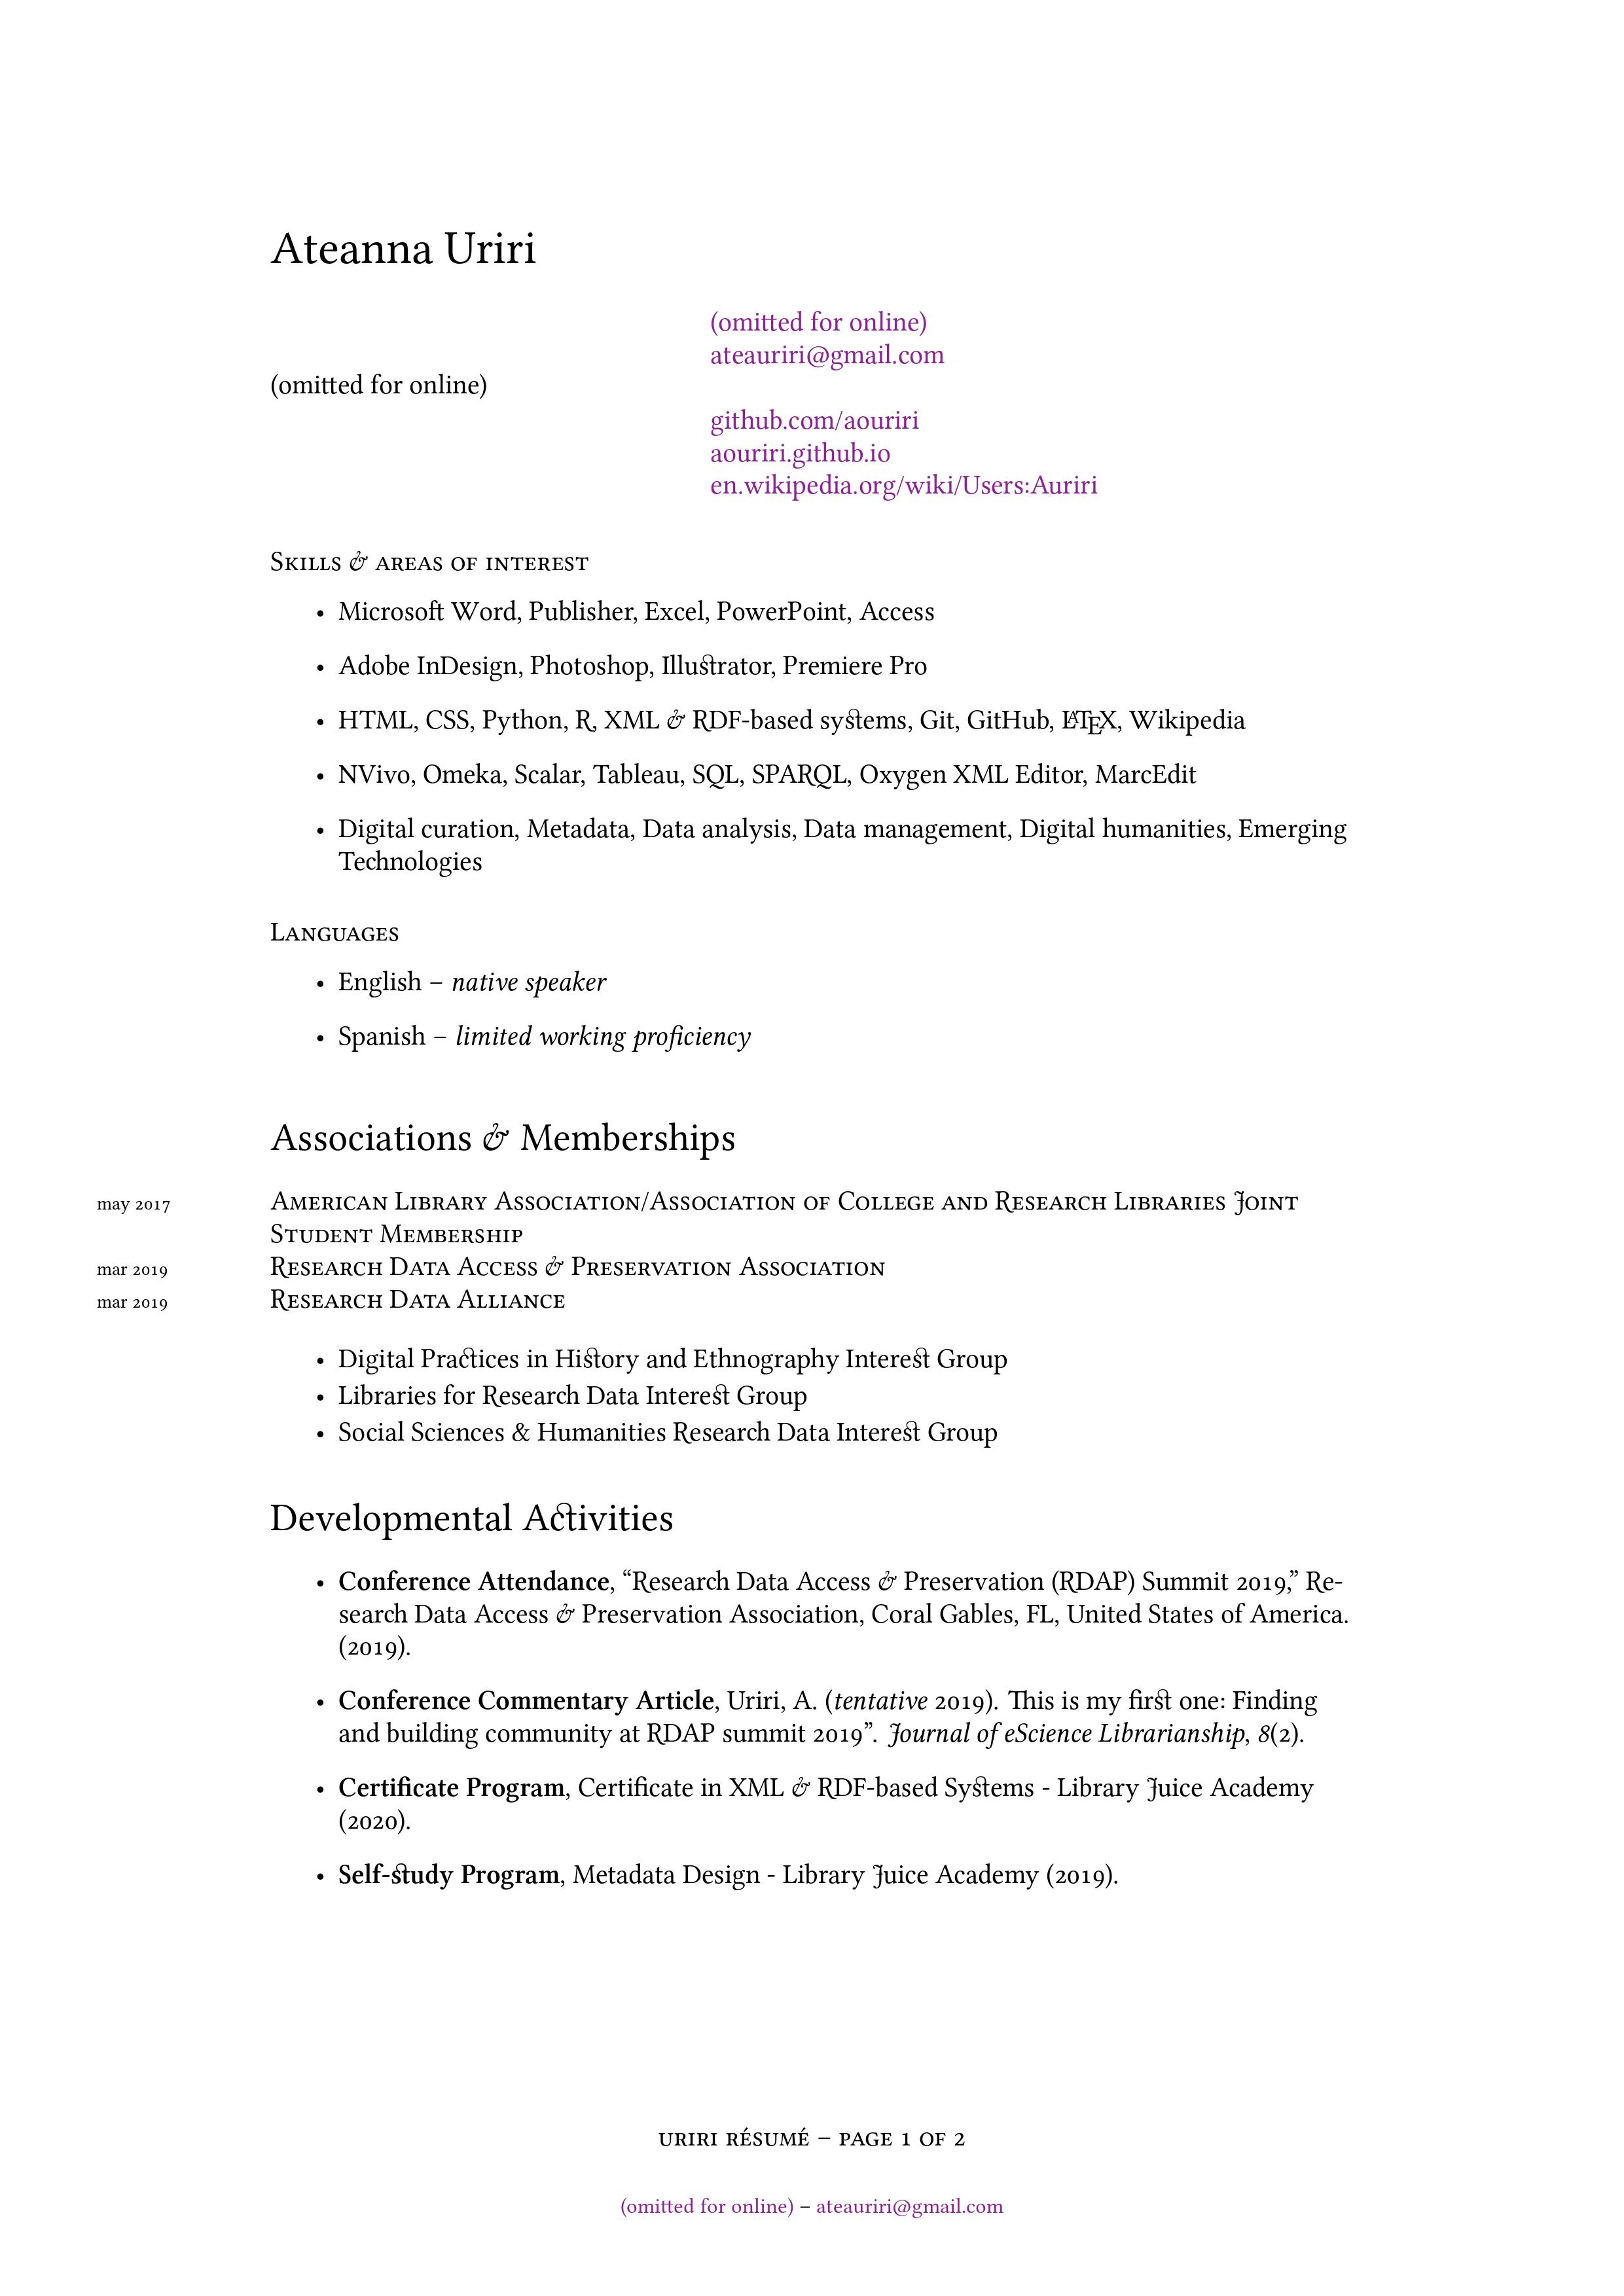 Ateanna Uriri
(omitted for online)
ateauriri@gmail.com
(omitted for online)
github.com/aouriri
aouriri.github.io
en.wikipedia.org/wiki/Users:Auriri
Skills & areas of interest
• Microsoft Word, Publisher, Excel, PowerPoint, Access
• Adobe InDesign, Photoshop, Illustrator, Premiere Pro
• HTML, CSS, Python, R, XML & RDF-based systems, Git, GitHub, LATEX, Wikipedia
• NVivo, Omeka, Scalar, Tableau, SQL, SPARQL, Oxygen XML Editor, MarcEdit
• Digital curation, Metadata, Data analysis, Data management, Digital humanities, Emerging
Technologies
Languages
• English – native speaker
• Spanish – limited working proficiency
Associations & Memberships
may 2017 American Library Association/Association of College and Research Libraries Joint
Student Membership
mar 2019 Research Data Access & Preservation Association
mar 2019 Research Data Alliance
• Digital Practices in History and Ethnography Interest Group
• Libraries for Research Data Interest Group
• Social Sciences & Humanities Research Data Interest Group
Developmental Activities
• Conference Attendance, “Research Data Access & Preservation (RDAP) Summit 2019,” Re-
search Data Access & Preservation Association, Coral Gables, FL, United States of America.
(2019).
• Conference Commentary Article, Uriri, A. (tentative 2019). This is my first one: Finding
and building community at RDAP summit 2019”. Journal of eScience Librarianship, 8(2).
• Certificate Program, Certificate in XML & RDF-based Systems - Library Juice Academy
(2020).
• Self-study Program, Metadata Design - Library Juice Academy (2019).
uriri résumé – page 1 of 2
(omitted for online) – ateauriri@gmail.com